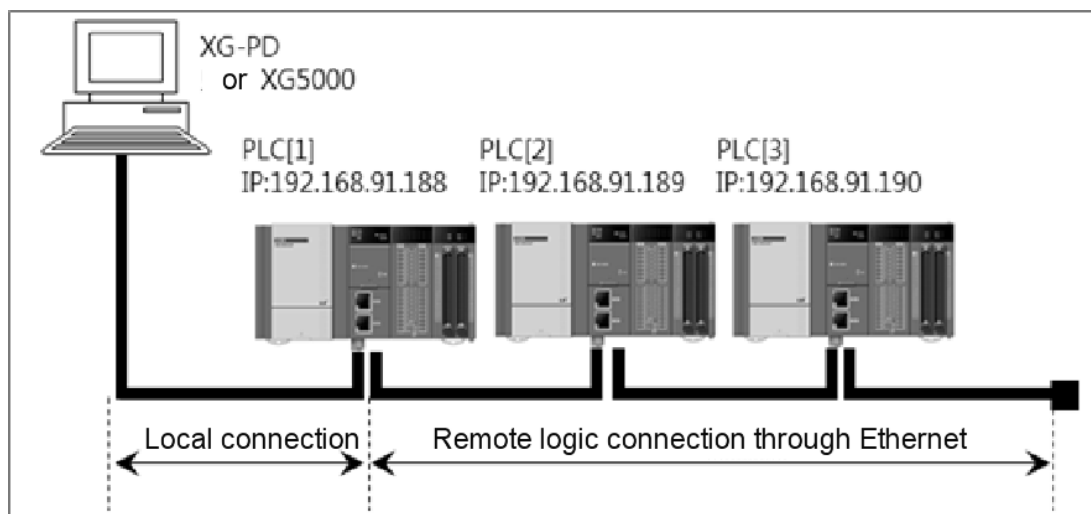 XG-PD
or XG5000
PLC[1]
IP:192.168.91.188
PLC[2]
IP:192.168.91.189
PLC[3]
IP:192.168.91.190
Local connection
Remote logic connection through Ethernet